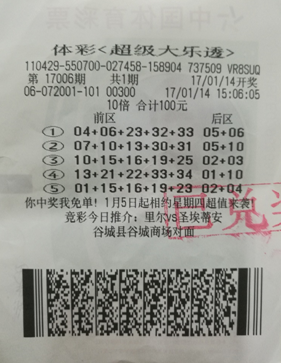 体彩<超级大乐透>
110429-550700-027458-158904 737509 VR8SUQ
第 17006期 共1期 17/01/14开奖
06-072001-101 00300 17/01/14 15:06:05
10倍 合计100元
前区 后区
① 04+06+23+32+33 05+06
② 07+10+13+30+31 05+10
③ 10+15+16+19+25 02+03
④ 13+21+22+33+34 01+10
⑤ 01+15+16+19+23 02+04
你中奖我免单！1月5日起相约星期四超值来袭！
竞彩今日推介：里尔vs圣埃蒂安
谷城县谷城商场对面
已兑奖